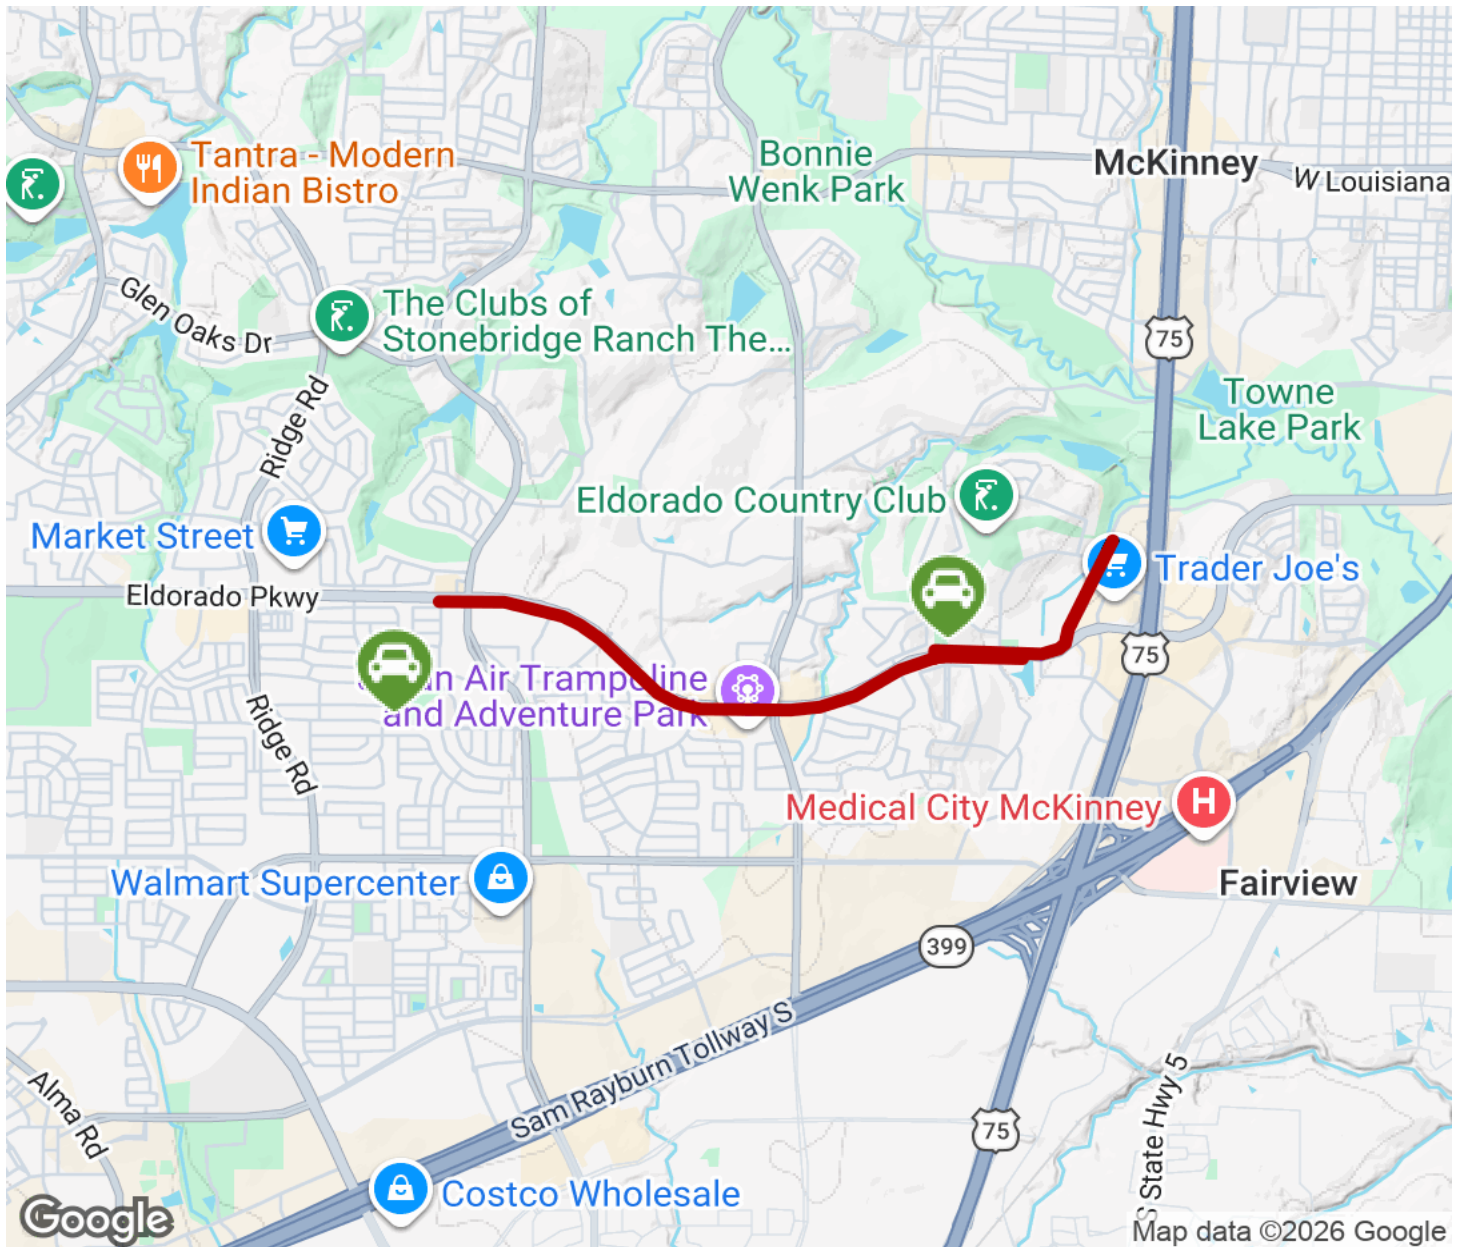 Tantra - Modern
Indian Bistro
Bonnie
Wenk Park
McKinney
W Louisiana
Glen Oaks Dr
The Clubs of
Stonebridge Ranch The...
75
Towne
Lake Park
Ridge Rd
Eldorado Country Club
Market Street
Trader Joe's
Eldorado Pkwy
75
Air Trampoline
and Adventure Park
Ridge Rd
Medical City McKinney
H
Walmart Supercenter
Fairview
399
Sam Rayburn Tollway S
Alma Rd
75
S State Hwy 5
Costco Wholesale
Google
Map data ©2026 Google